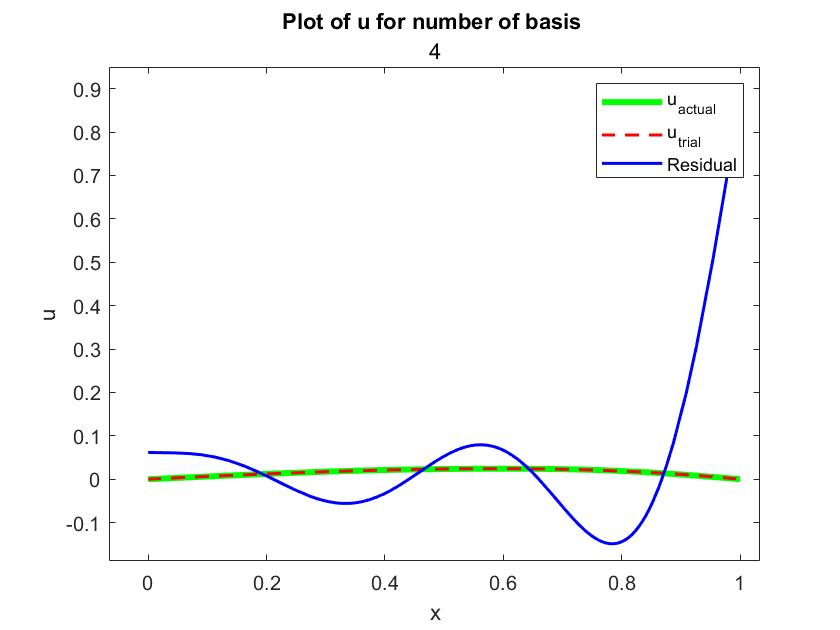 Plot of u for number of basis
4
u_actual
u_trial
Residual
0.9
0.8
0.7
0.6
0.5
0.4
0.3
0.2
0.1
0
-0.1
u
0 0.2 0.4 0.6 0.8 1
x